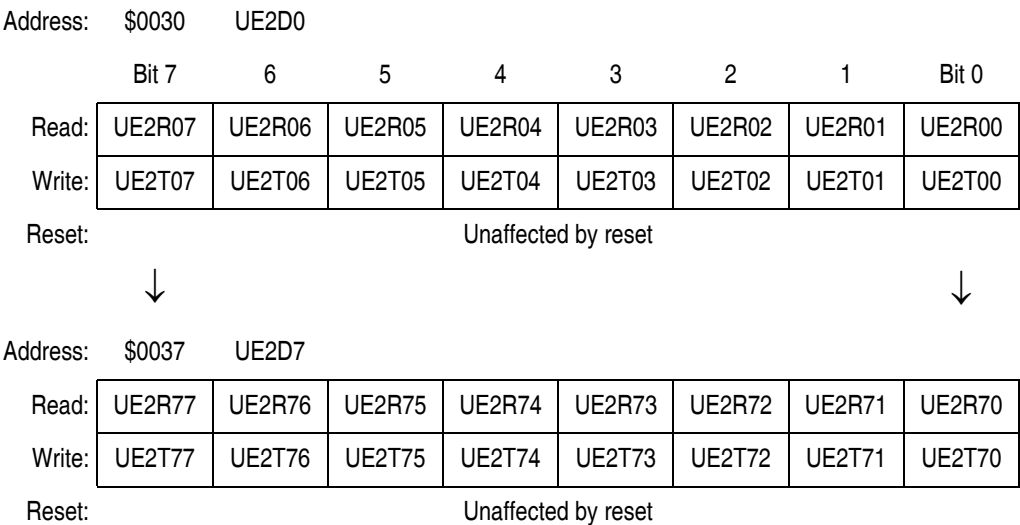 Address: $0030 UE2D0
Bit 7 6 5 4 3 2 1 Bit 0
Read: UE2R07 UE2R06 UE2R05 UE2R04 UE2R03 UE2R02 UE2R01 UE2R00
Write: UE2T07 UE2T06 UE2T05 UE2T04 UE2T03 UE2T02 UE2T01 UE2T00
Reset: Unaffected by reset
↓ ↓
Address: $0037 UE2D7
Read: UE2R77 UE2R76 UE2R75 UE2R74 UE2R73 UE2R72 UE2R71 UE2R70
Write: UE2T77 UE2T76 UE2T75 UE2T74 UE2T73 UE2T72 UE2T71 UE2T70
Reset: Unaffected by reset